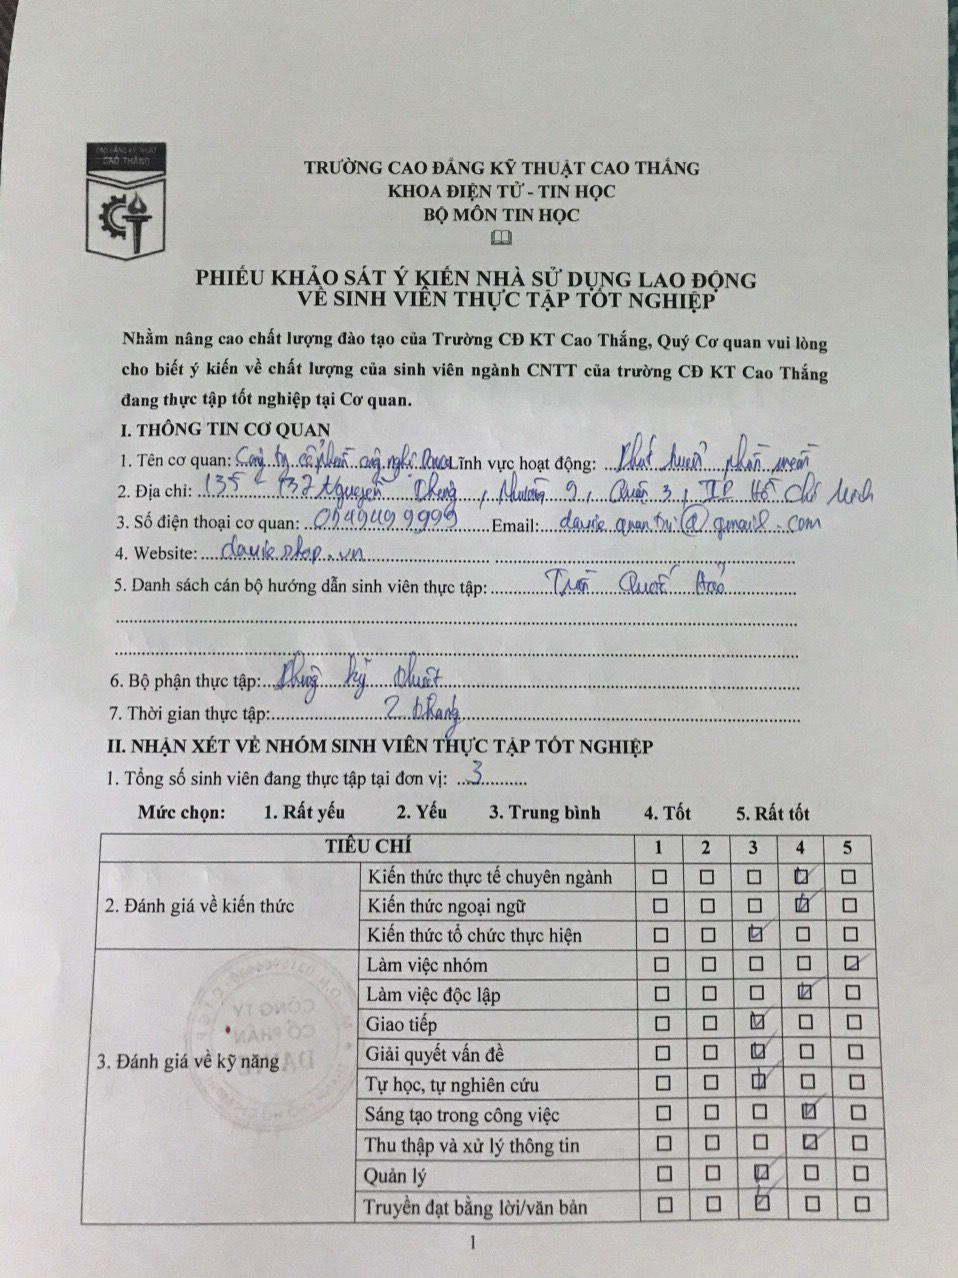 CAO ĐẲNG KỸ THUẬT
CAO THẮNG
TRƯỜNG CAO ĐẲNG KỸ THUẬT CAO THẮNG
KHOA ĐIỆN TỬ - TIN HỌC
BỘ MÔN TIN HỌC
PHIẾU KHẢO SÁT Ý KIẾN NHÀ SỬ DỤNG LAO ĐỘNG
VỀ SINH VIÊN THỰC TẬP TỐT NGHIỆP
Nhằm nâng cao chất lượng đào tạo của Trường CĐ KT Cao Thắng, Quý Cơ quan vui lòng
cho biết ý kiến về chất lượng của sinh viên ngành CNTT của trường CĐ KT Cao Thắng
đang thực tập tốt nghiệp tại Cơ quan.
I. THÔNG TIN CƠ QUAN
1. Tên cơ quan: Công ty cổ phần công nghệ Lĩnh vực hoạt động: Phát triển phần mềm
2. Địa chỉ: 135 - 137 Nguyễn Thông, Phường 9, Quận 3, TP Hồ Chí Minh
3. Số điện thoại cơ quan: Email: davie.quantri@gmail.com
4. Website: davieshop.vn
5. Danh sách cán bộ hướng dẫn sinh viên thực tập: Trần Quốc Hảo
6. Bộ phận thực tập: Phòng kỹ thuật
7. Thời gian thực tập: 2 tháng
II. NHẬN XÉT VỀ NHÓM SINH VIÊN THỰC TẬP TỐT NGHIỆP
1. Tổng số sinh viên đang thực tập tại đơn vị: 3
Mức chọn: 1. Rất yếu 2. Yếu 3. Trung bình 4. Tốt 5. Rất tốt
TIÊU CHÍ 1 2 3 4 5
2. Đánh giá về kiến thức
Kiến thức thực tế chuyên ngành
Kiến thức ngoại ngữ
Kiến thức tổ chức thực hiện
3. Đánh giá về kỹ năng
Làm việc nhóm
Làm việc độc lập
Giao tiếp
Giải quyết vấn đề
Tự học, tự nghiên cứu
Sáng tạo trong công việc
Thu thập và xử lý thông tin
Quản lý
Truyền đạt bằng lời/văn bản
CÔNG TY
CỔ PHẦN
1